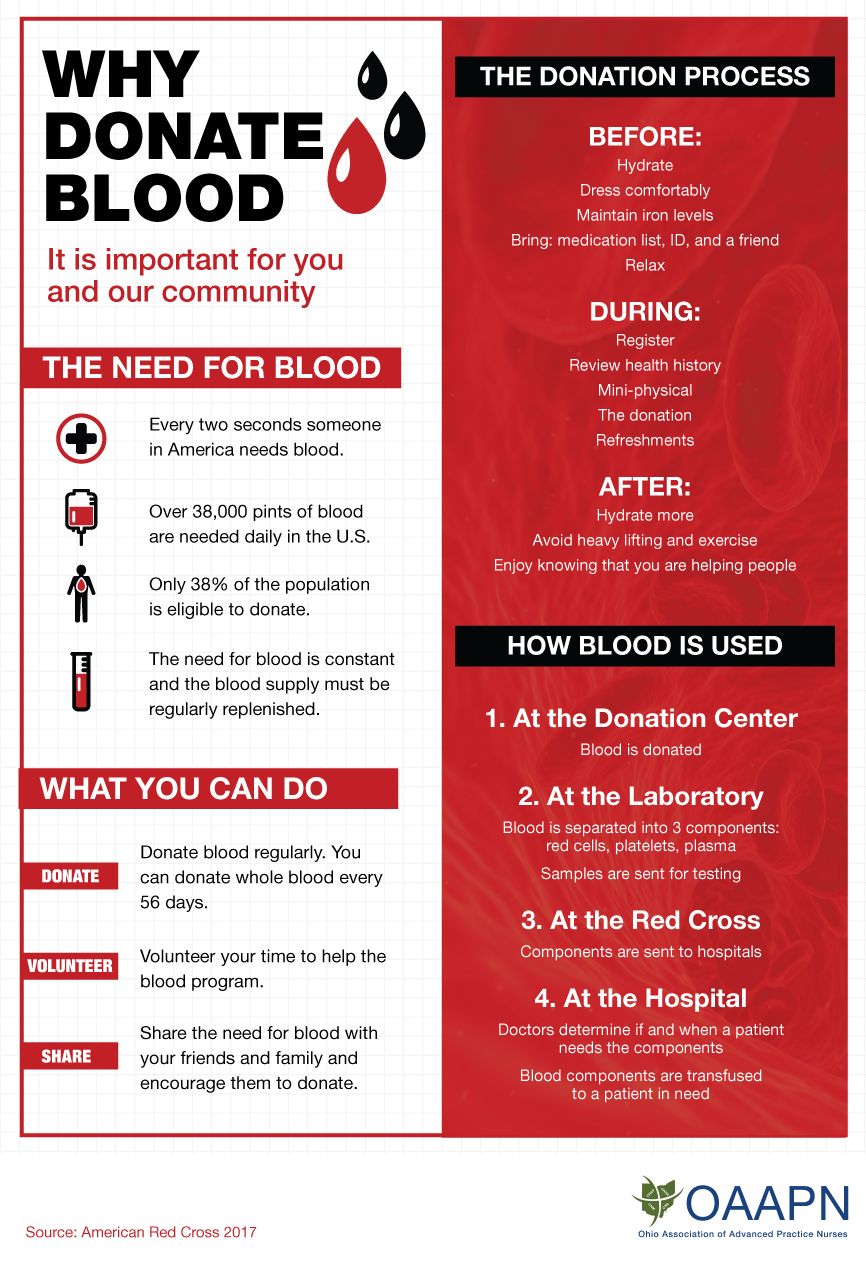 WHY
DONATE
BLOOD
It is important for you
and our community
THE NEED FOR BLOOD
Every two seconds someone
in America needs blood.
Over 38,000 pints of blood
are needed daily in the U.S.
Only 38% of the population
is eligible to donate.
The need for blood is constant
and the blood supply must be
regularly replenished.
WHAT YOU CAN DO
DONATE
Donate blood regularly. You
can donate whole blood every
56 days.
VOLUNTEER
Volunteer your time to help the
blood program.
SHARE
Share the need for blood with
your friends and family and
encourage them to donate.
THE DONATION PROCESS
BEFORE:
Hydrate
Dress comfortably
Maintain iron levels
Bring: medication list, ID, and a friend
Relax
DURING:
Register
Review health history
Mini-physical
The donation
Refreshments
AFTER:
Hydrate more
Avoid heavy lifting and exercise
Enjoy knowing that you are helping people
HOW BLOOD IS USED
1. At the Donation Center
Blood is donated
2. At the Laboratory
Blood is separated into 3 components:
red cells, platelets, plasma
Samples are sent for testing
3. At the Red Cross
Components are sent to hospitals
4. At the Hospital
Doctors determine if and when a patient
needs the components
Blood components are transfused
to a patient in need
Source: American Red Cross 2017
OAAPN
Ohio Association of Advanced Practice Nurses